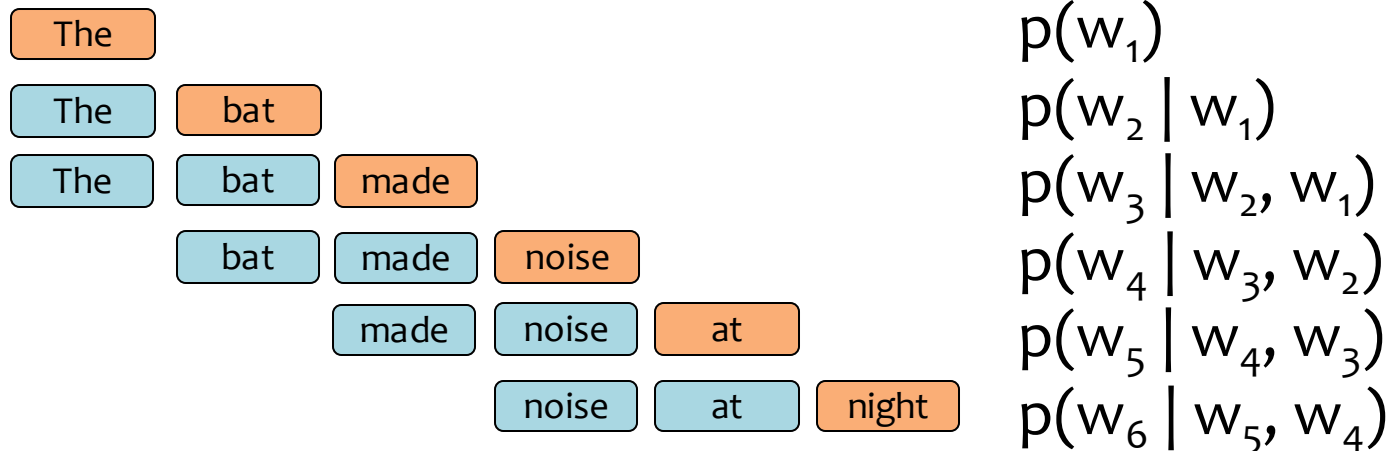 The p(w₁)
The bat p(w₂ | w₁)
The bat made p(w₃ | w₂, w₁)
bat made noise p(w₄ | w₃, w₂)
made noise at p(w₅ | w₄, w₃)
noise at night p(w₆ | w₅, w₄)